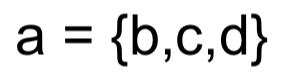 a = {b,c,d}